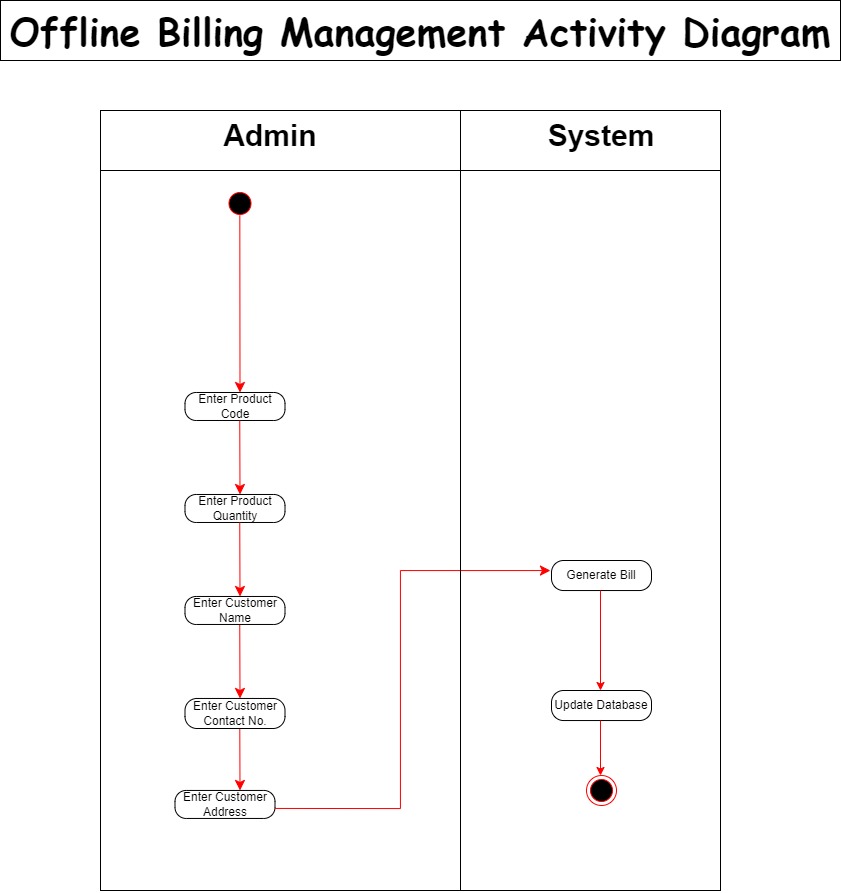 Offline Billing Management Activity Diagram
Admin
System
Enter Product
Code
Enter Product
Quantity
Enter Customer
Name
Enter Customer
Contact No.
Enter Customer
Address
Generate Bill
Update Database